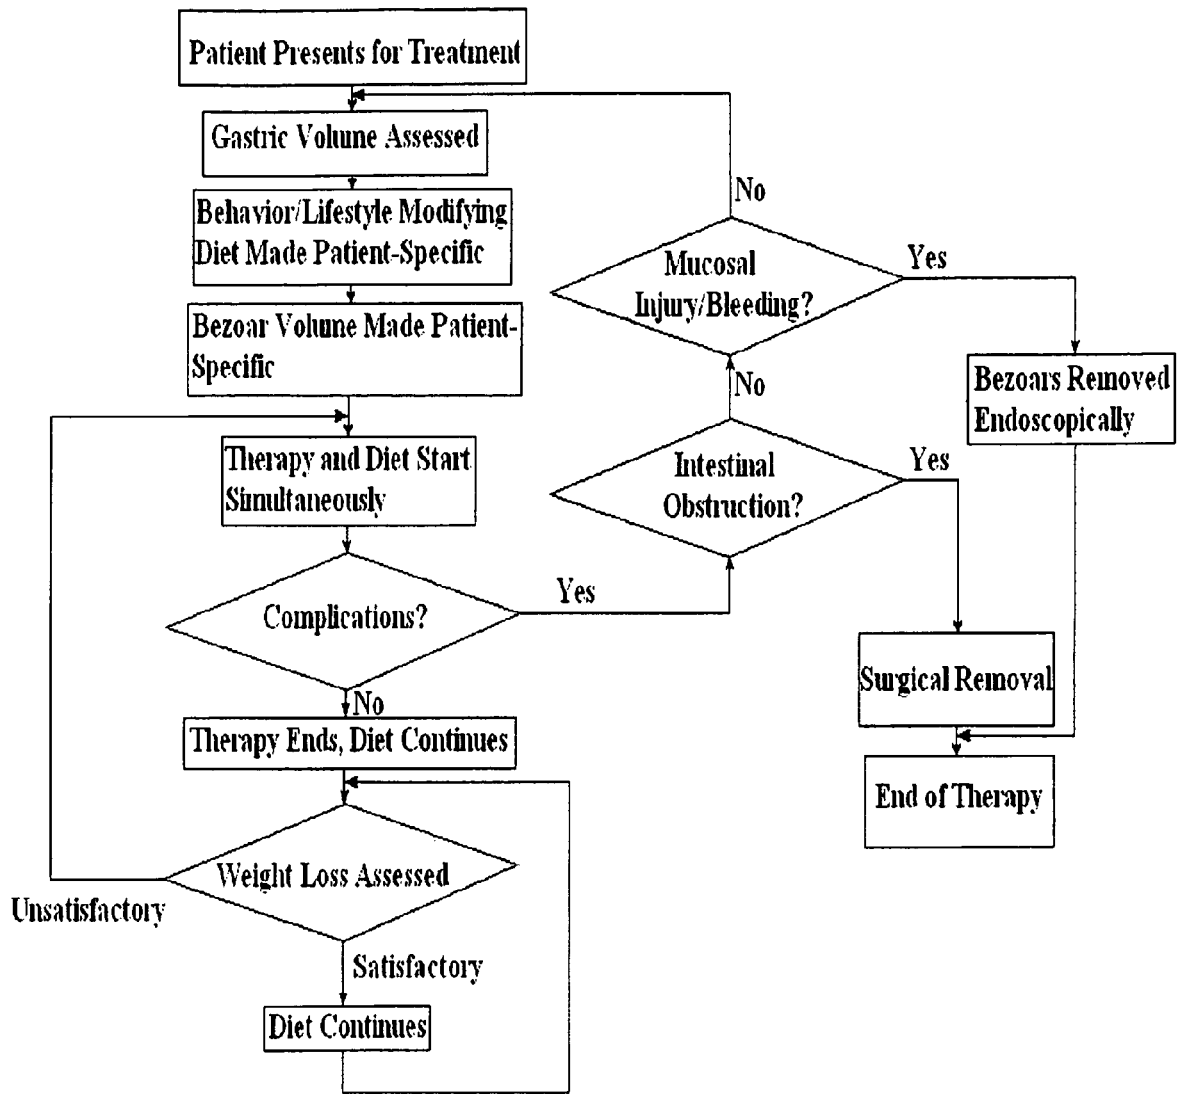 Patient Presents for Treatment
Gastric Volume Assessed
Behavior/Lifestyle Modifying
Diet Made Patient-Specific
Bezoar Volume Made Patient-
Specific
Therapy and Diet Start
Simultaneously
Complications?
Yes
No
Therapy Ends, Diet Continues
Weight Loss Assessed
Unsatisfactory
Satisfactory
Diet Continues
Intestinal
Obstruction?
Yes
No
Mucosal
Injury/Bleeding?
Yes
No
Bezoars Removed
Endoscopically
Surgical Removal
End of Therapy